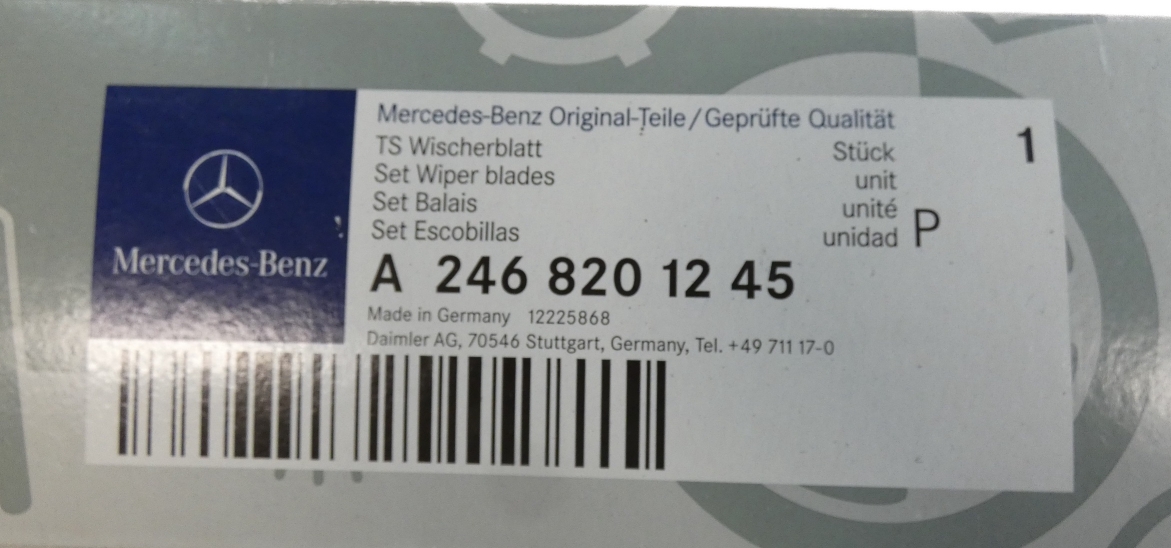 Mercedes-Benz
Mercedes-Benz Original-Teile/Geprüfte Qualität
TS Wischerblatt Stück 1
Set Wiper blades unit
Set Balais unité
Set Escobillas unidad P
A 246 820 12 45
Made in Germany 12225868
Daimler AG, 70546 Stuttgart, Germany, Tel. +49 711 17-0